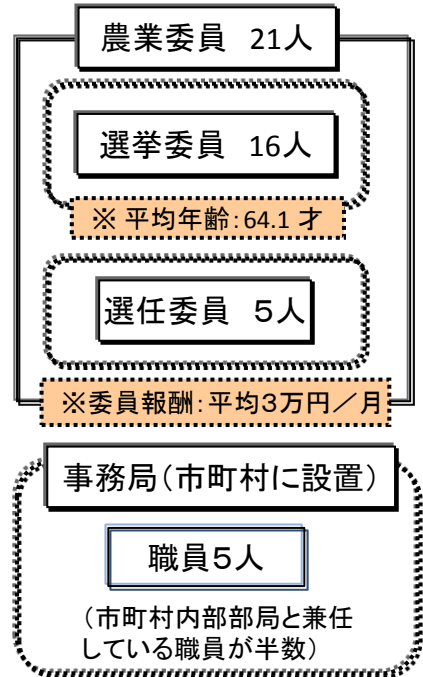 農業委員 21人
選挙委員 16人
※ 平均年齢：64.1 才
選任委員 5人
※委員報酬：平均3万円／月
事務局（市町村に設置）
職員5人
（市町村内部部局と兼任
している職員が半数）